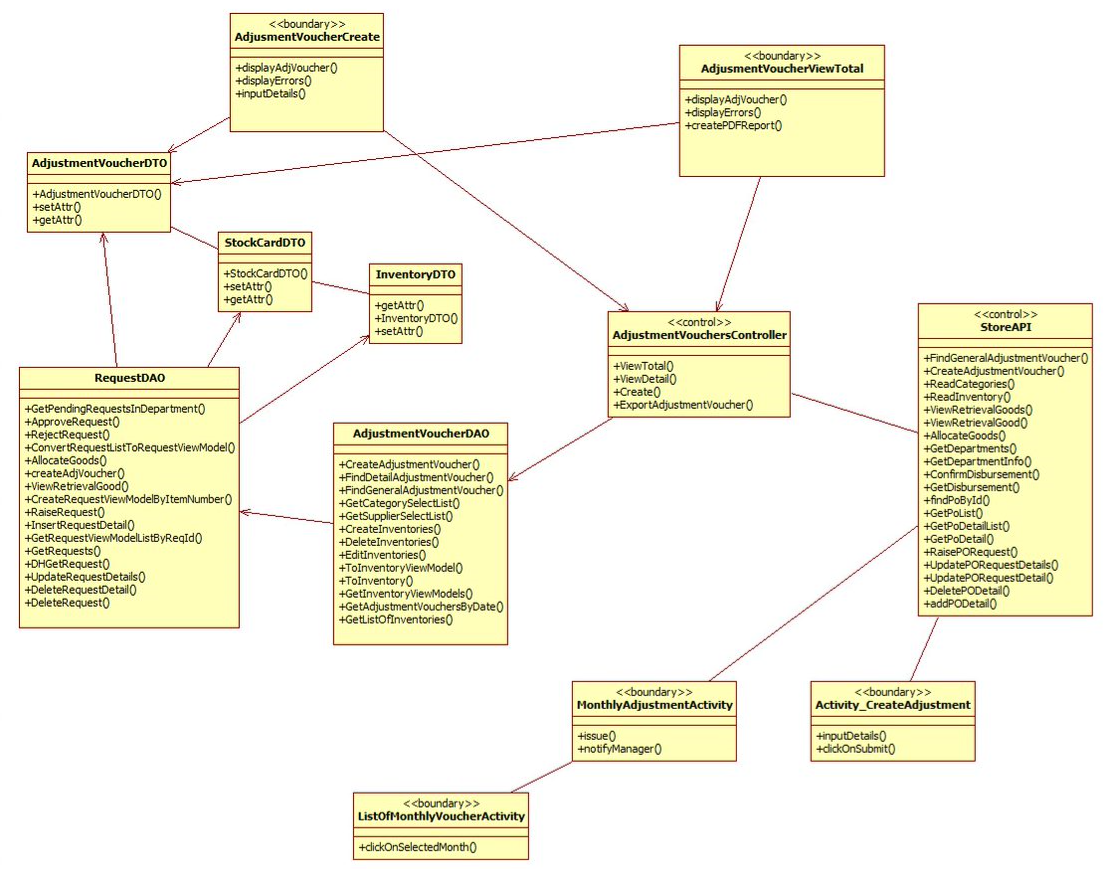 <<boundary>>
AdjusmentVoucherCreate
+displayAdjVoucher()
+displayErrors()
+inputDetails()
<<boundary>>
AdjusmentVoucherViewTotal
+displayAdjVoucher()
+displayErrors()
+createPDFReport()
AdjustmentVoucherDTO
+AdjustmentVoucherDTO()
+setAttr()
+getAttr()
StockCardDTO
+StockCardDTO()
+setAttr()
+getAttr()
InventoryDTO
+getAttr()
+InventoryDTO()
+setAttr()
<<control>>
AdjustmentVouchersController
+ViewTotal()
+ViewDetail()
+Create()
+ExportAdjustmentVoucher()
<<control>>
StoreAPI
+FindGeneralAdjustmentVoucher()
+CreateAdjustmentVoucher()
+ReadCategories()
+ReadInventory()
+ViewRetrievalGoods()
+ViewRetrievalGood()
+AllocateGoods()
+GetDepartments()
+GetDepartmentInfo()
+ConfirmDisbursement()
+GetDisbursement()
+findPoById()
+GetPoList()
+GetPoDetailList()
+GetPoDetail()
+RaisePORequest()
+UpdatePORequestDetails()
+UpdatePORequestDetail()
+DeletePODetail()
+addPODetail()
RequestDAO
+GetPendingRequestsInDepartment()
+ApproveRequest()
+RejectRequest()
+ConvertRequestListToRequestViewModel()
+AllocateGoods()
+createAdjVoucher()
+ViewRetrievalGood()
+CreateRequestViewModelByItemNumber()
+RaiseRequest()
+InsertRequestDetail()
+GetRequestViewModelListByReqId()
+GetRequests()
+DHGetRequest()
+UpdateRequestDetails()
+DeleteRequestDetail()
+DeleteRequest()
AdjustmentVoucherDAO
+CreateAdjustmentVoucher()
+FindDetailAdjustmentVoucher()
+FindGeneralAdjustmentVoucher()
+GetCategorySelectList()
+GetSupplierSelectList()
+CreateInventories()
+DeleteInventories()
+EditInventories()
+ToInventoryViewModel()
+ToInventory()
+GetInventoryViewModels()
+GetAdjustmentVouchersByDate()
+GetListOfInventories()
<<boundary>>
MonthlyAdjustmentActivity
+issue()
+notifyManager()
<<boundary>>
Activity_CreateAdjustment
+inputDetails()
+clickOnSubmit()
<<boundary>>
ListOfMonthlyVoucherActivity
+clickOnSelectedMonth()